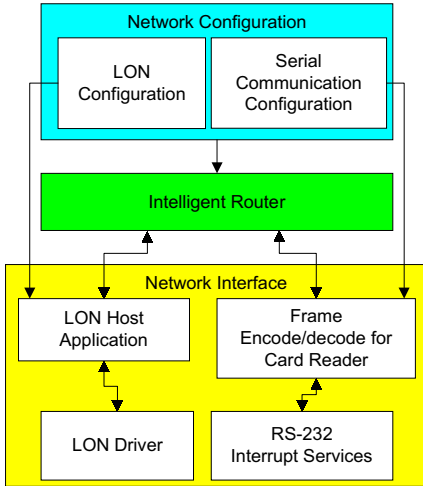 Network Configuration
LON
Configuration
Serial
Communication
Configuration
Intelligent Router
Network Interface
LON Host
Application
Frame
Encode/decode for
Card Reader
LON Driver
RS-232
Interrupt Services